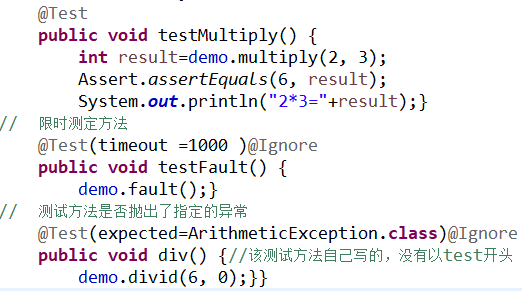 @Test
public void testMultiply() {
int result=demo.multiply(2, 3);
Assert.assertEquals(6, result);
System.out.println("2*3="+result);}
// 限时测定方法
@Test(timeout =1000 )@Ignore
public void testFault() {
demo.fault();}
// 测试方法是否抛出了指定的异常
@Test(expected=ArithmeticException.class)@Ignore
public void div() {//该测试方法自己写的，没有以test开头
demo.divid(6, 0);}}